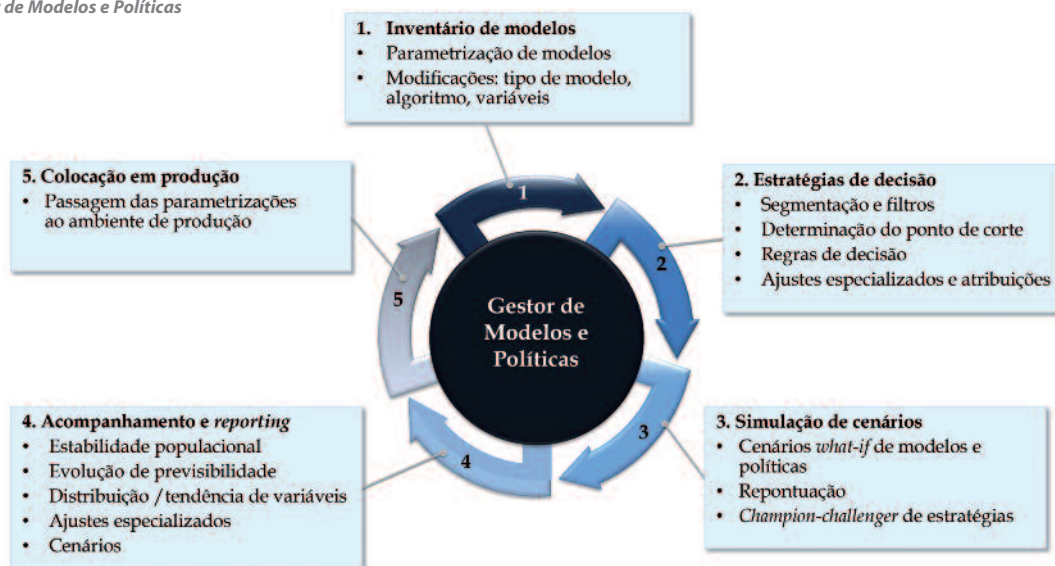 de Modelos e Políticas
1. Inventário de modelos
• Parametrização de modelos
• Modificações: tipo de modelo,
algoritmo, variáveis
5. Colocação em produção
• Passagem das parametrizações
ao ambiente de produção
2. Estratégias de decisão
• Segmentação e filtros
• Determinação do ponto de corte
• Regras de decisão
• Ajustes especializados e atribuições
1
2
3
4
5
Gestor de
Modelos e
Políticas
4. Acompanhamento e reporting
• Estabilidade populacional
• Evolução de previsibilidade
• Distribuição / tendência de variáveis
• Ajustes especializados
• Cenários
3. Simulação de cenários
• Cenários what-if de modelos e
políticas
• Repontuação
• Champion-challenger de estratégias